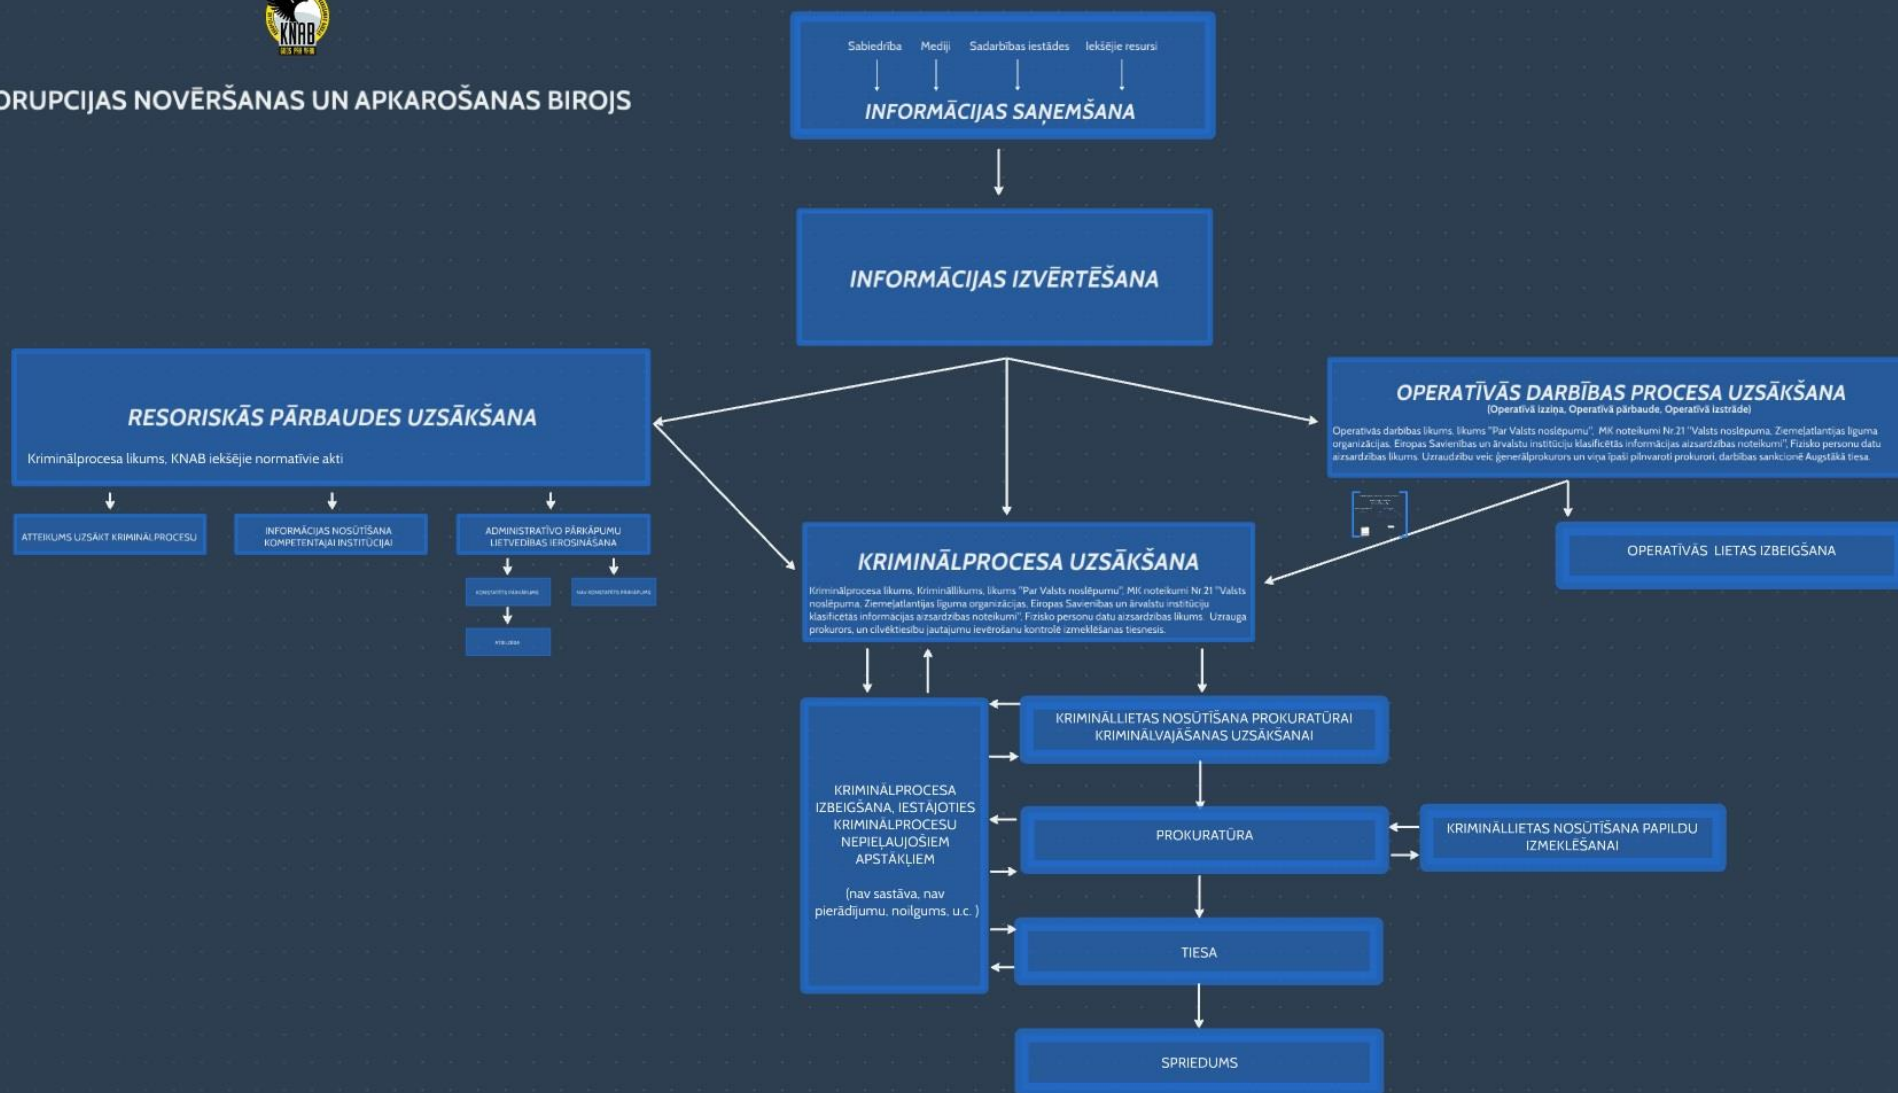 KNAB
ORUPCIJAS NOVĒRŠANAS UN APKAROŠANAS BIROJS
Sabiedrība Mediji Sadarbības iestādes Iekšējie resursi
INFORMĀCIJAS SAŅEMŠANA
INFORMĀCIJAS IZVĒRTĒŠANA
RESORISKĀS PĀRBAUDES UZSĀKŠANA
Kriminālprocesa likums, KNAB iekšējie normatīvie akti
ATTEIKUMS UZSĀKT KRIMINĀLPROCESU
INFORMĀCIJAS NOSŪTĪŠANA
KOMPETENTAJAI INSTITŪCIJAI
ADMINISTRATĪVO PĀRKĀPUMU
LIETVEDĪBAS IEROSINĀŠANA
KONSTATĒTS PĀRKĀPUMS
NAV KONSTATĒTS PĀRKĀPUMS
OPERATĪVĀS DARBĪBAS PROCESA UZSĀKŠANA
(Operatīvā izziņa, Operatīvā pārbaude, Operatīvā izstrāde)
Operatīvās darbības likums, likums "Par Valsts noslēpumu", MK noteikumi Nr.21 "Valsts noslēpuma, Ziemeļatlantijas līguma
organizācijas, Eiropas Savienības un ārvalstu institūciju klasificētās informācijas aizsardzības noteikumi", Fizisko personu datu
aizsardzības likums. Uzraudzību veic ģenerālprokurors un viņa īpaši pilnvaroti prokurori, darbības sankcionē Augstākā tiesa.
OPERATĪVĀS LIETAS IZBEIGŠANA
KRIMINĀLPROCESA UZSĀKŠANA
Kriminālprocesa likums, Krimināllikums, likums "Par Valsts noslēpumu", MK noteikumi Nr.21 "Valsts
noslēpuma, Ziemeļatlantijas līguma organizācijas, Eiropas Savienības un ārvalstu institūciju
klasificētās informācijas aizsardzības noteikumi", Fizisko personu datu aizsardzības likums. Uzrauga
prokurors, un cilvēktiesību jautājumu ievērošanu kontrolē izmeklēšanas tiesnesis.
KRIMINĀLPROCESA
IZBEIGŠANA, IESTĀJOTIES
KRIMINĀLPROCESU
NEPIEĻAUJOŠIEM
APSTĀKĻIEM
(nav sastāva, nav
pierādījumu, noilgums, u.c. )
KRIMINĀLLIETAS NOSŪTĪŠANA PROKURATŪRAI
KRIMINĀLVAJĀŠANAS UZSĀKŠANAI
PROKURATŪRA
KRIMINĀLLIETAS NOSŪTĪŠANA PAPILDU
IZMEKLĒŠANAI
TIESA
SPRIEDUMS